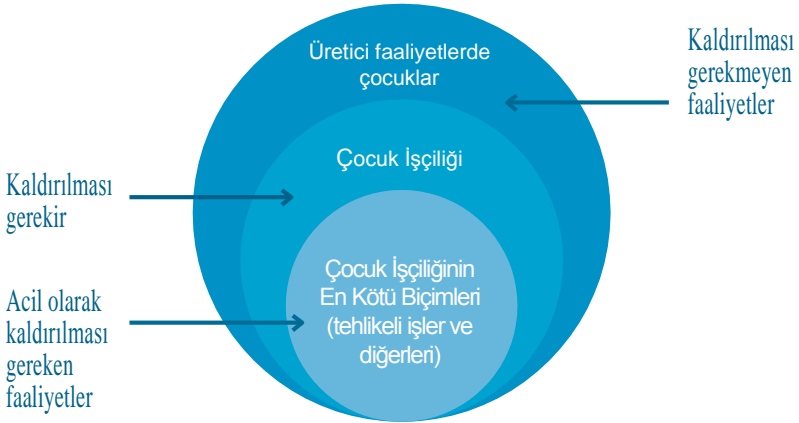 Üretici faaliyetlerde
çocuklar
Kaldırılması
gerekmeyen
faaliyetler
Çocuk İşçiliği
Kaldırılması
gerekir
Çocuk İşçiliğinin
En Kötü Biçimleri
(tehlikeli işler ve
diğerleri)
Acil olarak
kaldırılması
gereken
faaliyetler